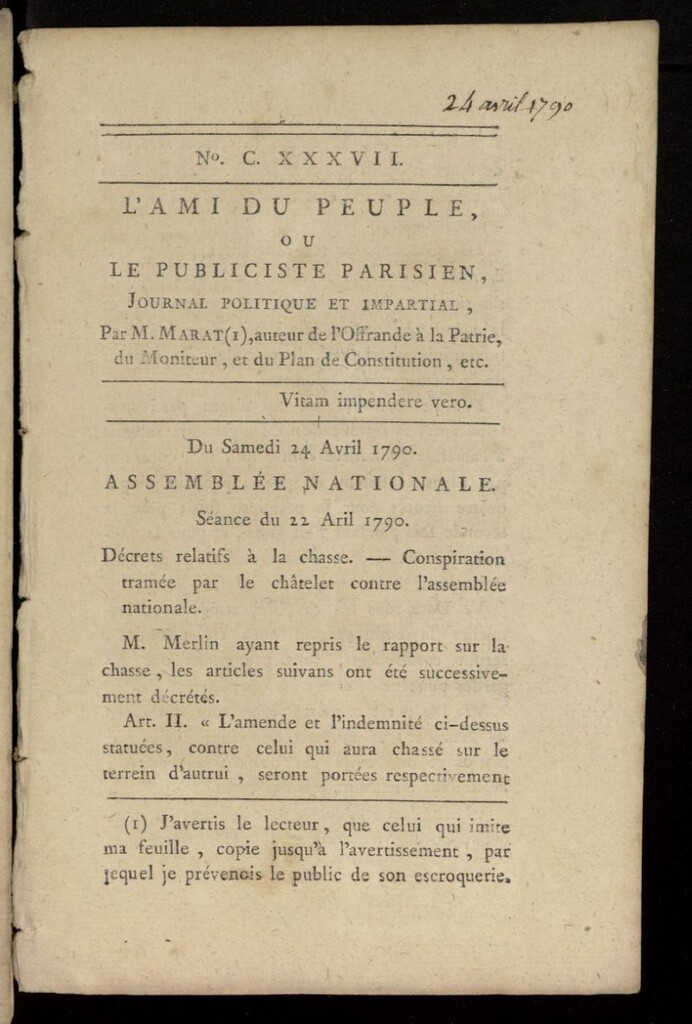 24 avril 1790
No. C. XXXVII.
L'AMI DU PEUPLE,
OU
LE PUBLICISTE PARISIEN,
JOURNAL POLITIQUE ET IMPARTIAL,
Par M. MARAT(1), auteur de l'Offrande à la Patrie,
du Moniteur, et du Plan de Constitution, etc.
Vitam impendere vero.
Du Samedi 24 Avril 1790.
ASSEMBLÉE NATIONALE.
Séance du 22 Aril 1790.
Décrets relatifs à la chasse. — Conspiration
tramée par le châtelet contre l'assemblée
nationale.
M. Merlin ayant repris le rapport sur la
chasse, les articles suivans ont été successive-
ment décrétés.
Art. II. « L'amende et l'indemnité ci-dessus
statuées, contre celui qui aura chassé sur le
terrein d'autrui, seront portées respectivement
(1) J'avertis le lecteur, que celui qui imite
ma feuille, copie jusqu'à l'avertissement, par
lequel je prévenois le public de son escroquerie.